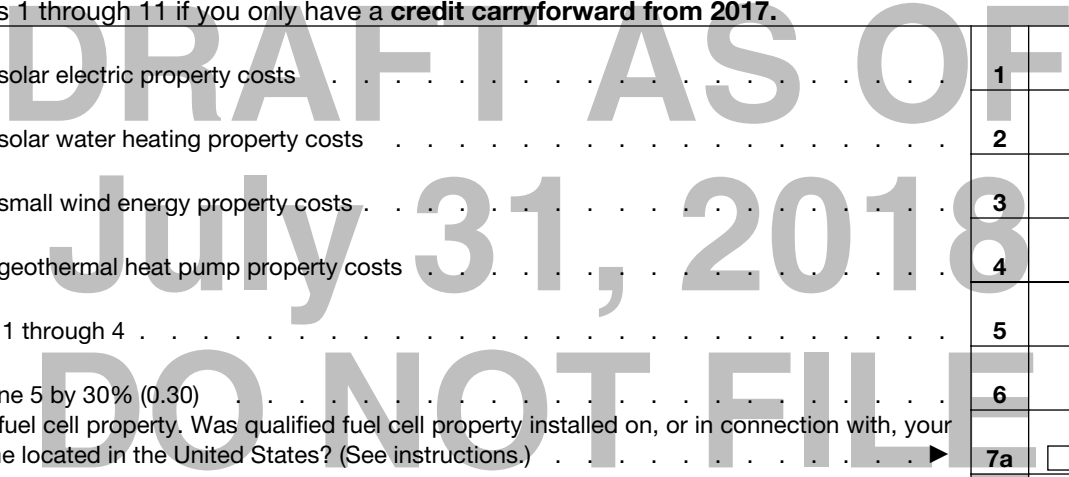 s 1 through 11 if you only have a credit carryforward from 2017.
DRAFT AS OF
solar electric property costs . . . . . . . . . . . . . . . . . . . . 1
solar water heating property costs . . . . . . . . . . . . . . . . . . 2
July 31, 2018
small wind energy property costs . . . . . . . . . . . . . . . . . . . 3
geothermal heat pump property costs . . . . . . . . . . . . . . . . . 4
1 through 4 . . . . . . . . . . . . . . . . . . . . . . . . . . 5
DO NOT FILE
ne 5 by 30% (0.30) . . . . . . . . . . . . . . . . . . . . . . . 6
fuel cell property. Was qualified fuel cell property installed on, or in connection with, your
ne located in the United States? (See instructions.) . . . . . . . . . . . . ▶ 7a